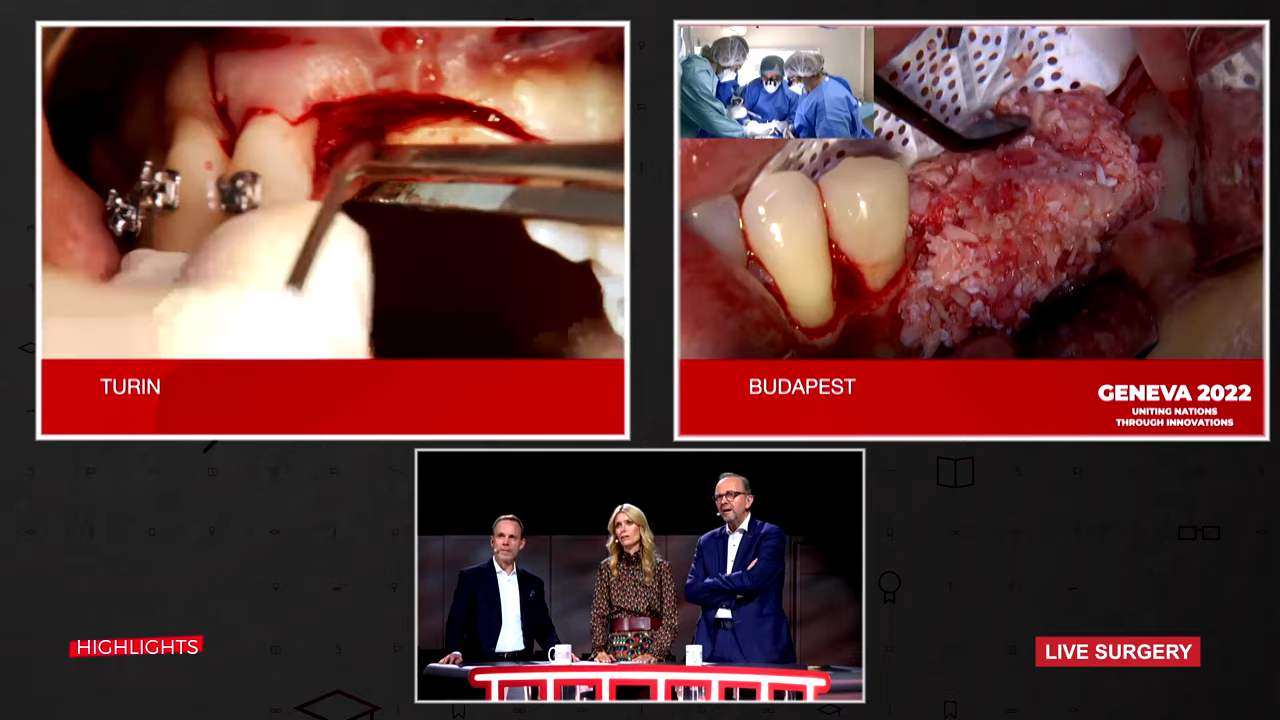 TURIN
BUDAPEST
GENEVA 2022
UNITING NATIONS
THROUGH INNOVATIONS
HIGHLIGHTS
LIVE SURGERY